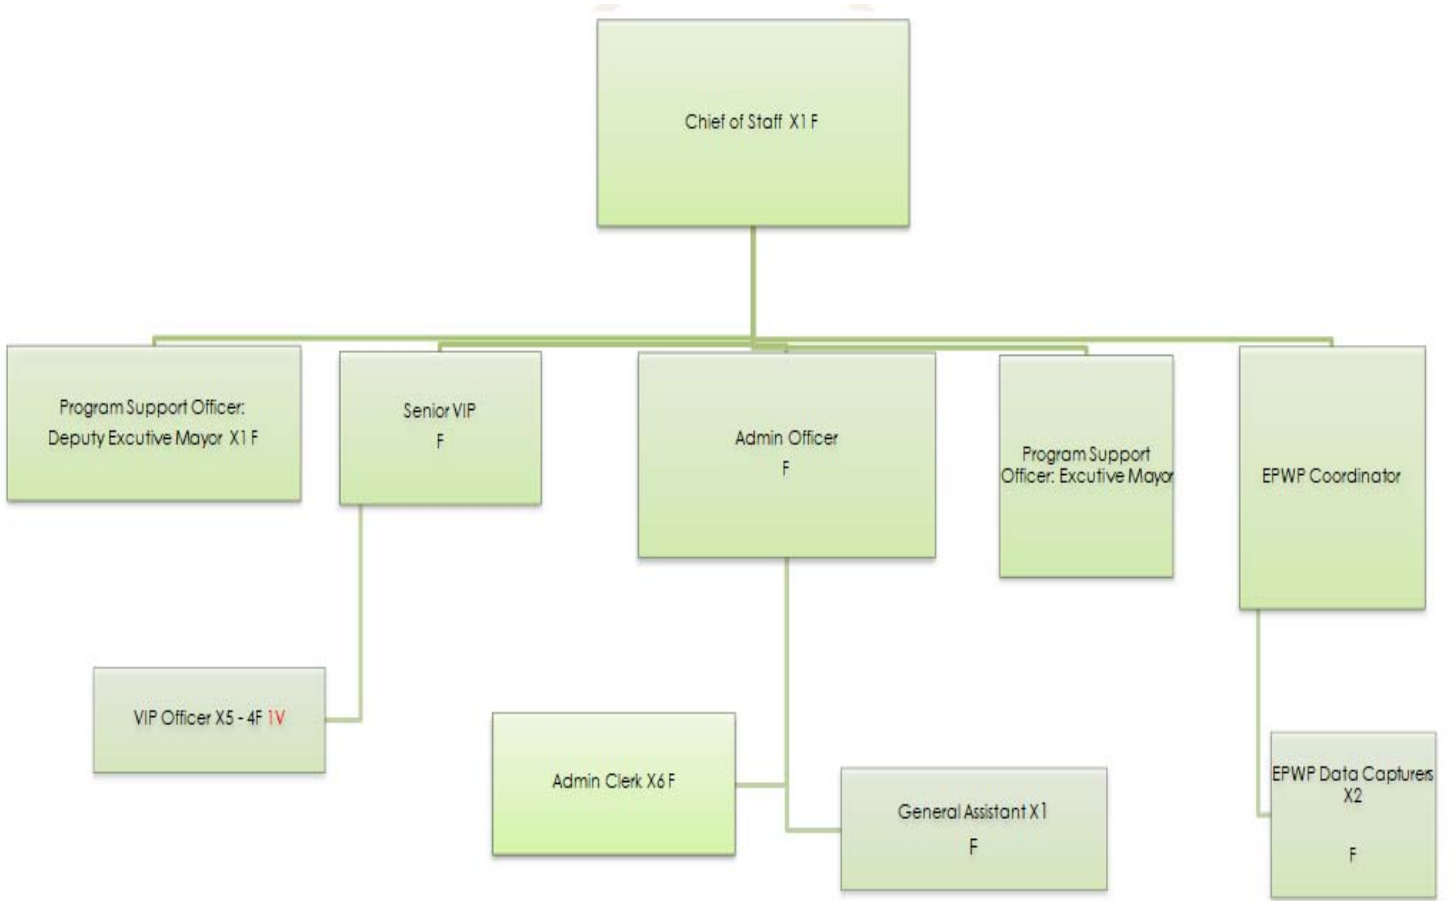 Chief of Staff X1 F
Program Support Officer:
Deputy Excutive Mayor X1 F
Senior VIP
F
Admin Officer
F
Program Support
Officer: Excutive Mayor
EPWP Coordinator
VIP Officer X5 - 4F 1V
Admin Clerk X6 F
General Assistant X1
F
EPWP Data Capturers
X2
F